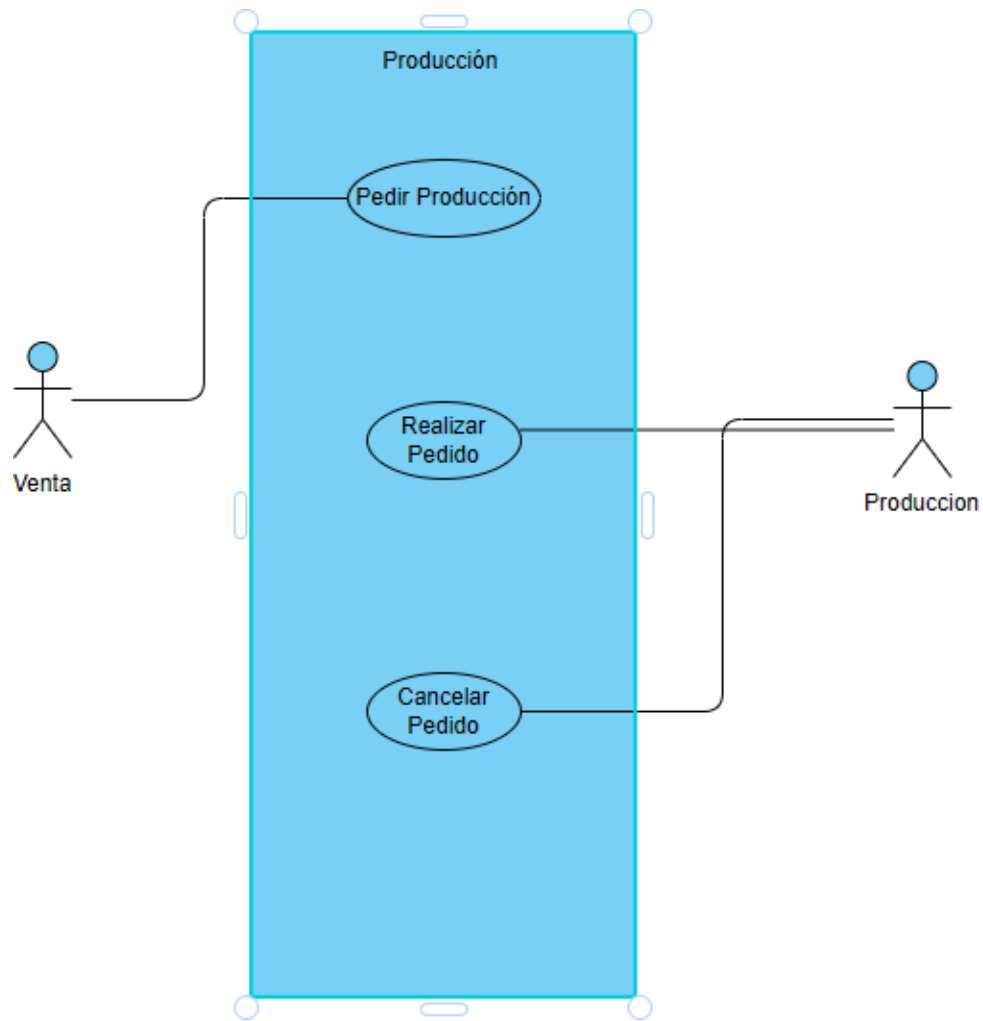 Producción
Pedir Producción
Venta
Realizar
Pedido
Produccion
Cancelar
Pedido